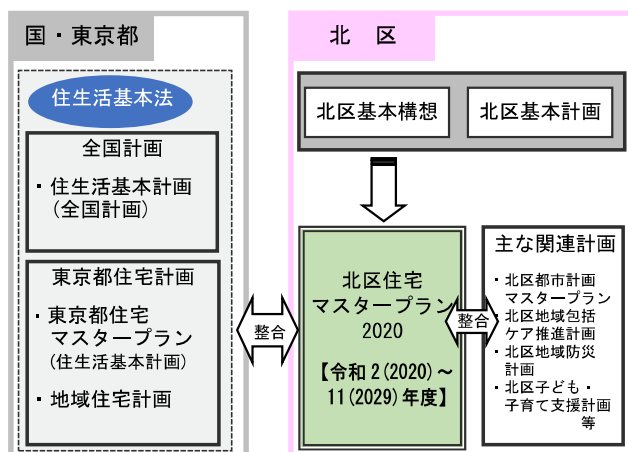 国・東京都
住生活基本法
全国計画
・住生活基本計画
(全国計画)
東京都住宅計画
・東京都住宅
マスタープラン
(住生活基本計画)
・地域住宅計画
整合
北 区
北区基本構想
北区基本計画
北区住宅
マスタープラン
2020
【令和2(2020)～
11(2029)年度】
整合
主な関連計画
・北区都市計画
マスタープラン
・北区地域包括
ケア推進計画
・北区地域防災
計画
・北区子ども・
子育て支援計画
等